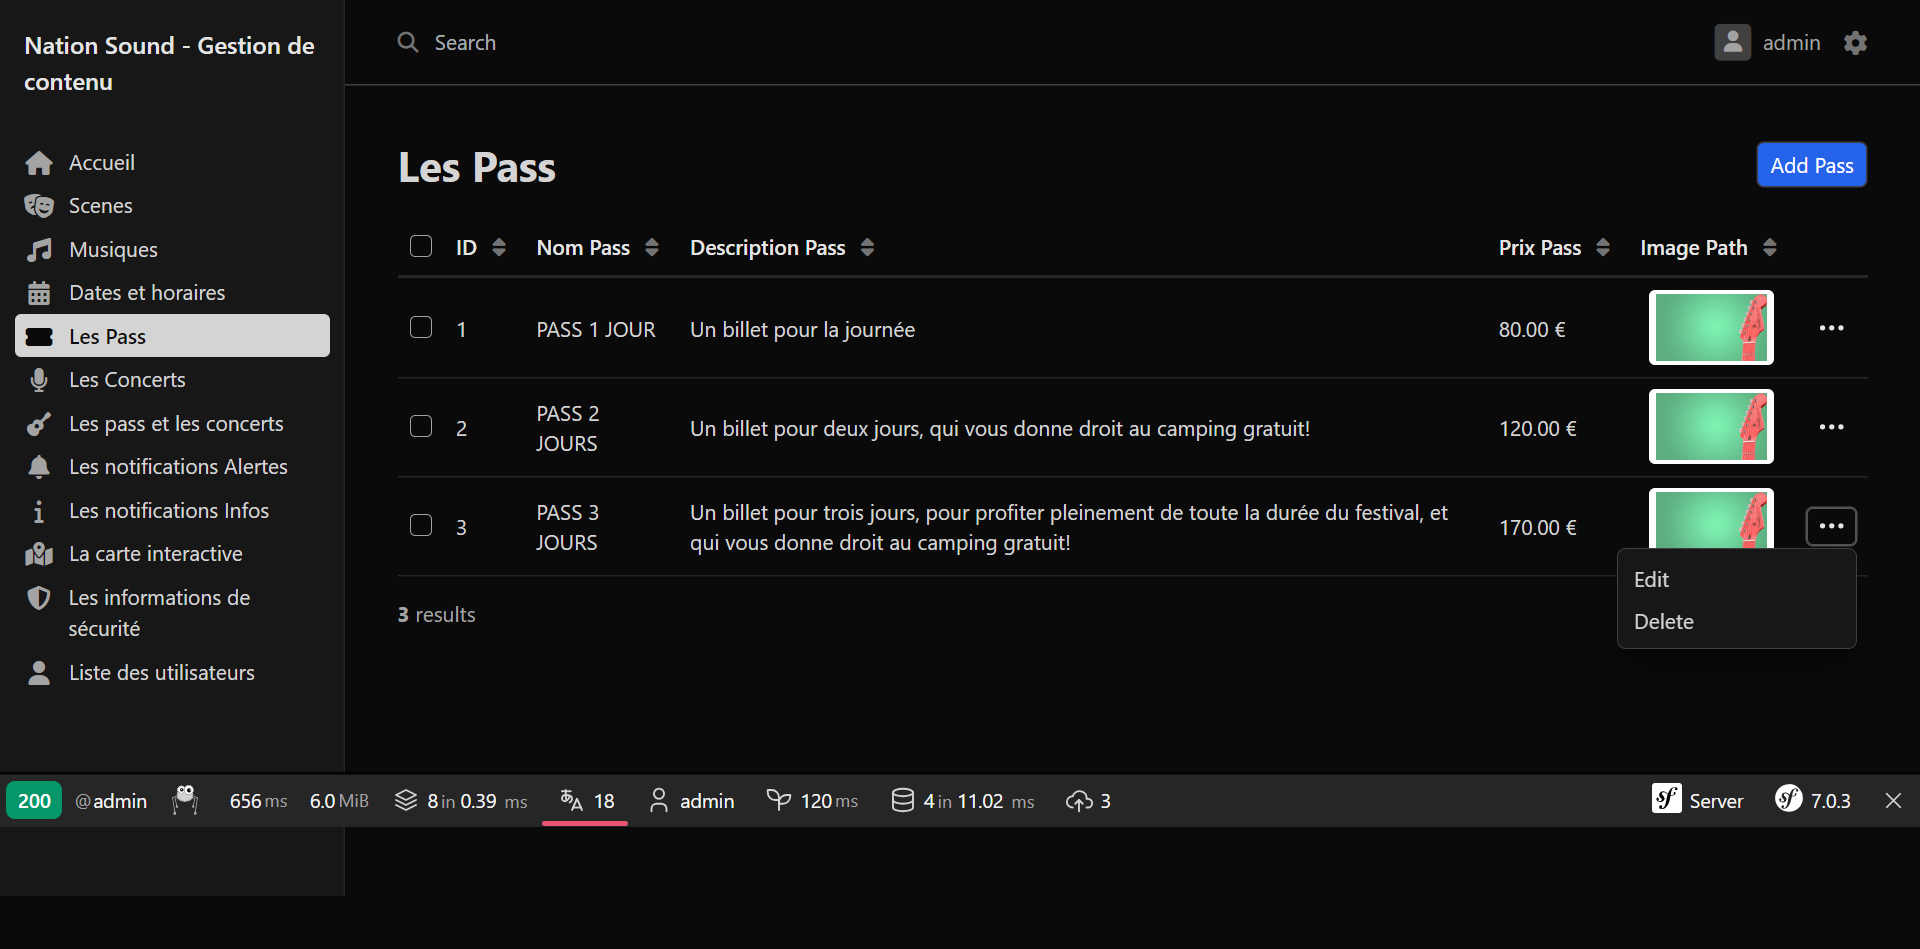 Nation Sound - Gestion de
contenu
Search
admin
Accueil
Scenes
Musiques
Dates et horaires
Les Pass
Les Concerts
Les pass et les concerts
Les notifications Alertes
Les notifications Infos
La carte interactive
Les informations de
sécurité
Liste des utilisateurs
Les Pass
Add Pass
ID Nom Pass Description Pass Prix Pass Image Path
1 PASS 1 JOUR Un billet pour la journée 80.00 €
2 PASS 2 JOURS Un billet pour deux jours, qui vous donne droit au camping gratuit! 120.00 €
3 PASS 3 JOURS Un billet pour trois jours, pour profiter pleinement de toute la durée du festival, et
qui vous donne droit au camping gratuit! 170.00 €
Edit
Delete
3 results
200 @admin 656 ms 6.0 MiB 8 in 0.39 ms 18 admin 120 ms 4 in 11.02 ms 3 Server 7.0.3